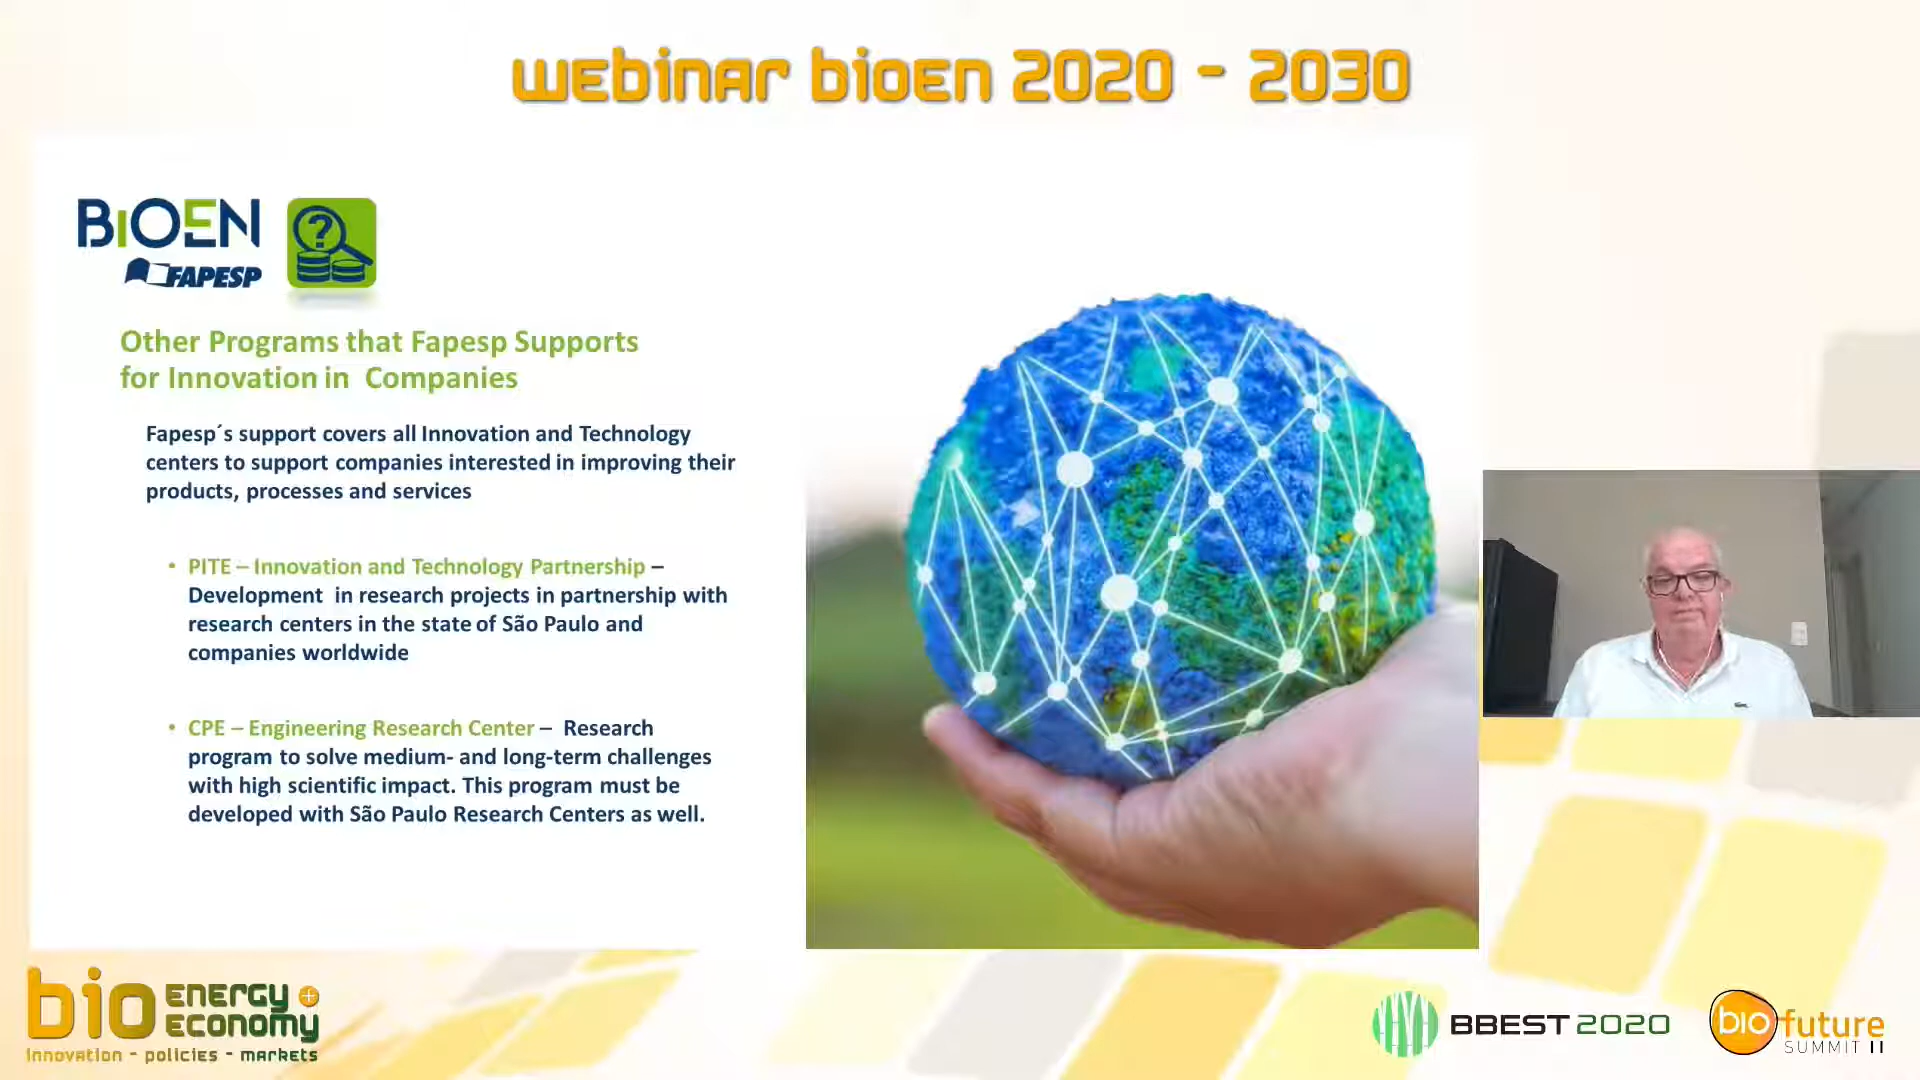 webinar bioen 2020 - 2030
BiOEN
FAPESP
?
Other Programs that Fapesp Supports
for Innovation in Companies
Fapesp´s support covers all Innovation and Technology
centers to support companies interested in improving their
products, processes and services
• PITE – Innovation and Technology Partnership –
Development in research projects in partnership with
research centers in the state of São Paulo and
companies worldwide
• CPE – Engineering Research Center – Research
program to solve medium- and long-term challenges
with high scientific impact. This program must be
developed with São Paulo Research Centers as well.
bio ENERGY +
ECONOMY
innovation - policies - markets
BBEST 2020
bio future
SUMMIT II